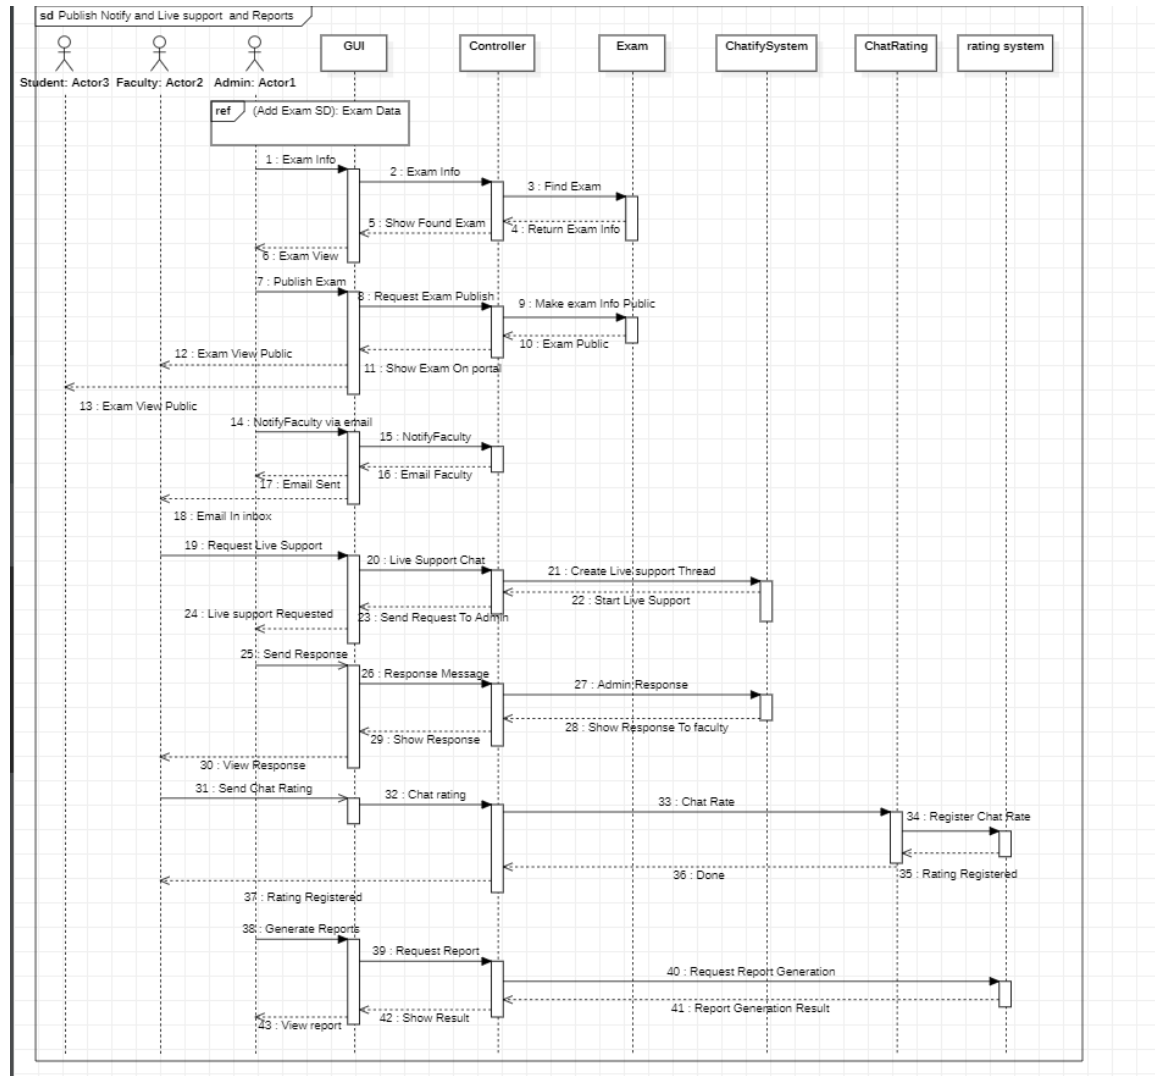 sd Publish Notify and Live support and Reports
Student: Actor3
Faculty: Actor2
Admin: Actor1
GUI
Controller
Exam
ChatifySystem
ChatRating
rating system
ref (Add Exam SD): Exam Data
1 : Exam Info
2 : Exam Info
3 : Find Exam
4 : Return Exam Info
5 : Show Found Exam
6 : Exam View
7 : Publish Exam
8 : Request Exam Publish
9 : Make exam Info Public
10 : Exam Public
11 : Show Exam On portal
12 : Exam View Public
13 : Exam View Public
14 : NotifyFaculty via email
15 : NotifyFaculty
16 : Email Faculty
17 : Email Sent
18 : Email In inbox
19 : Request Live Support
20 : Live Support Chat
21 : Create Live support Thread
22 : Start Live Support
23 : Send Request To Admin
24 : Live support Requested
25 : Send Response
26 : Response Message
27 : Admin Response
28 : Show Response To faculty
29 : Show Response
30 : View Response
31 : Send Chat Rating
32 : Chat rating
33 : Chat Rate
34 : Register Chat Rate
35 : Rating Registered
36 : Done
37 : Rating Registered
38 : Generate Reports
39 : Request Report
40 : Request Report Generation
41 : Report Generation Result
42 : Show Result
43 : View report